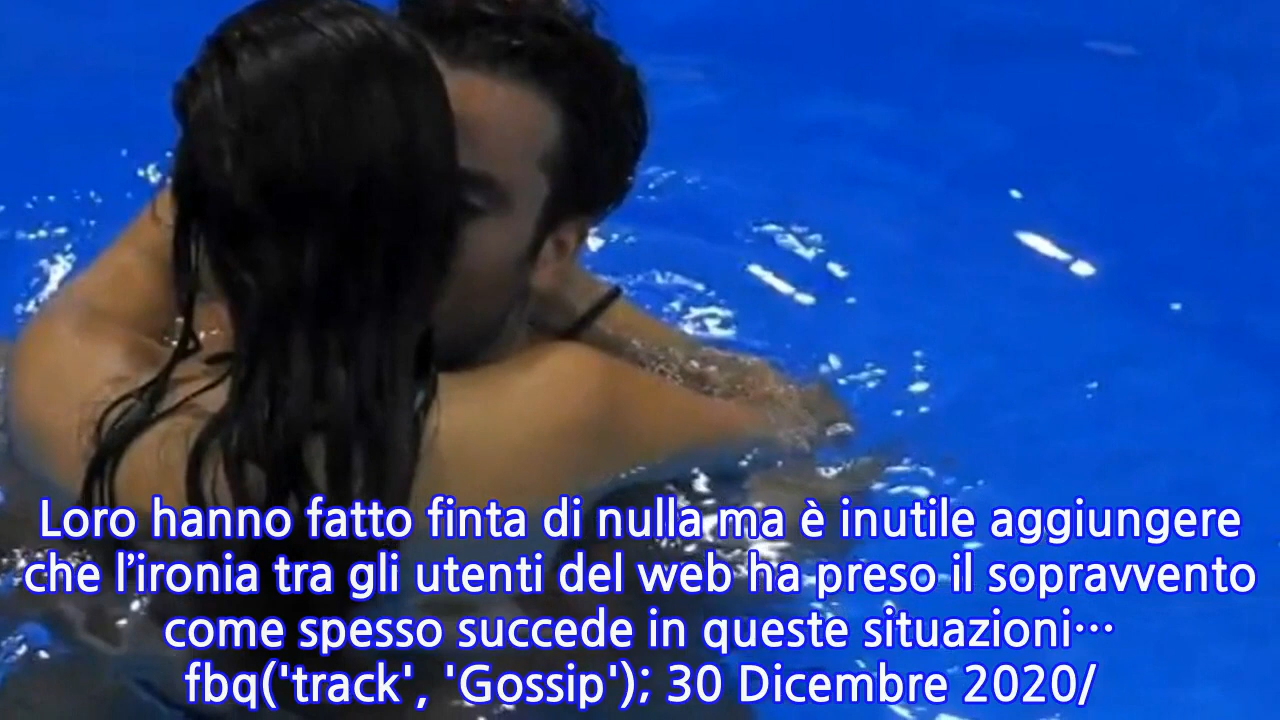 Loro hanno fatto finta di nulla ma è inutile aggiungere
che l’ironia tra gli utenti del web ha preso il sopravvento
come spesso succede in queste situazioni…
fbq('track', 'Gossip'); 30 Dicembre 2020/